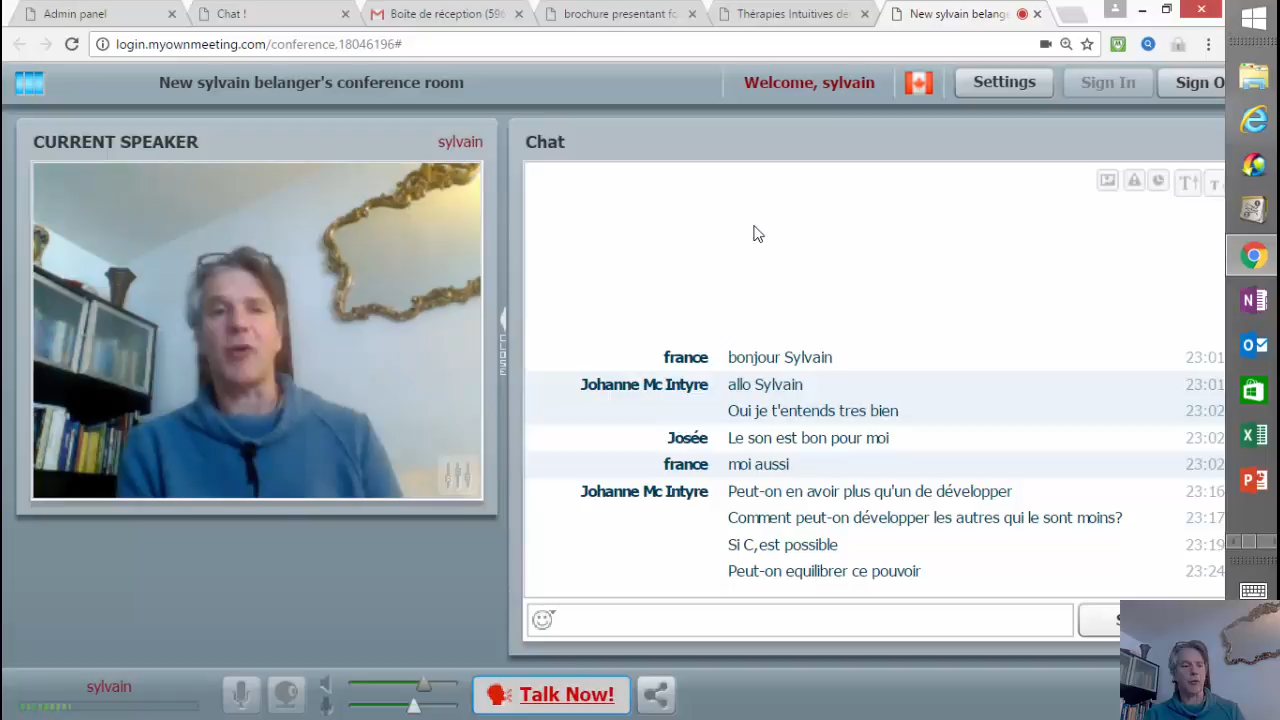 Admin panel
Chat !
Boîte de réception (596
brochure presentant fo
Thérapies Intuitives de
New sylvain belange
login.myownmeeting.com/conference,18046196#
New sylvain belanger's conference room
Welcome, sylvain
Settings
Sign In
Sign O
CURRENT SPEAKER
sylvain
Chat
CLOSE
france bonjour Sylvain 23:01
Johanne Mc Intyre allo Sylvain 23:01
Oui je t'entends tres bien 23:02
Josée Le son est bon pour moi 23:02
france moi aussi 23:02
Johanne Mc Intyre Peut-on en avoir plus qu'un de développer 23:16
Comment peut-on développer les autres qui le sont moins? 23:17
Si C,est possible 23:19
Peut-on equilibrer ce pouvoir 23:24
sylvain
Talk Now!